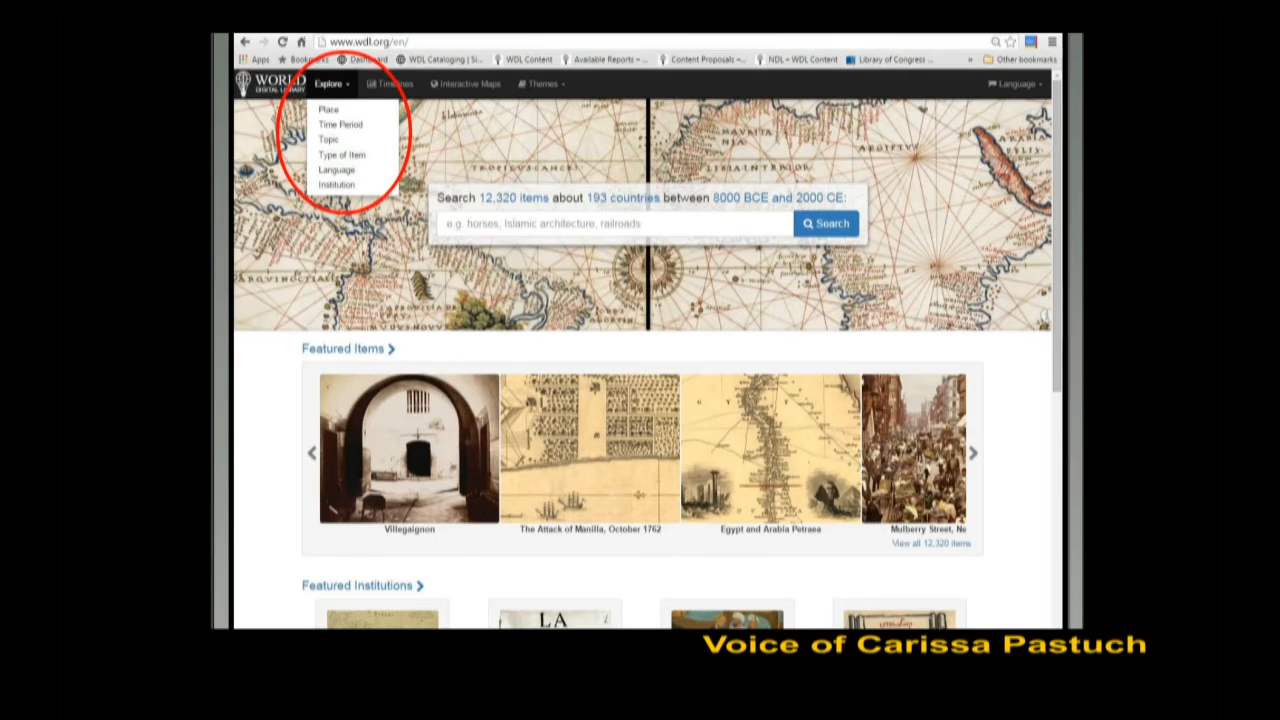 www.wdl.org/en/
Apps Bookmarks Dashboard WDL Cataloging | Si... WDL Content Available Reports – ... Content Proposals – ... NDL – WDL Content Library of Congress ... » Other bookmarks
WORLD DIGITAL LIBRARY Explore Timelines Interactive Maps Themes Language
Place
Time Period
Topic
Type of Item
Language
Institution
TROPICVS CANCRI
AEGIPTVS
Search 12,320 items about 193 countries between 8000 BCE and 2000 CE:
e.g. horses, Islamic architecture, railroads Search
Featured Items
Villegaignon The Attack of Manilla, October 1762 Egypt and Arabia Petraea Mulberry Street, Ne
View all 12,320 items
Featured Institutions
LA
Voice of Carissa Pastuch